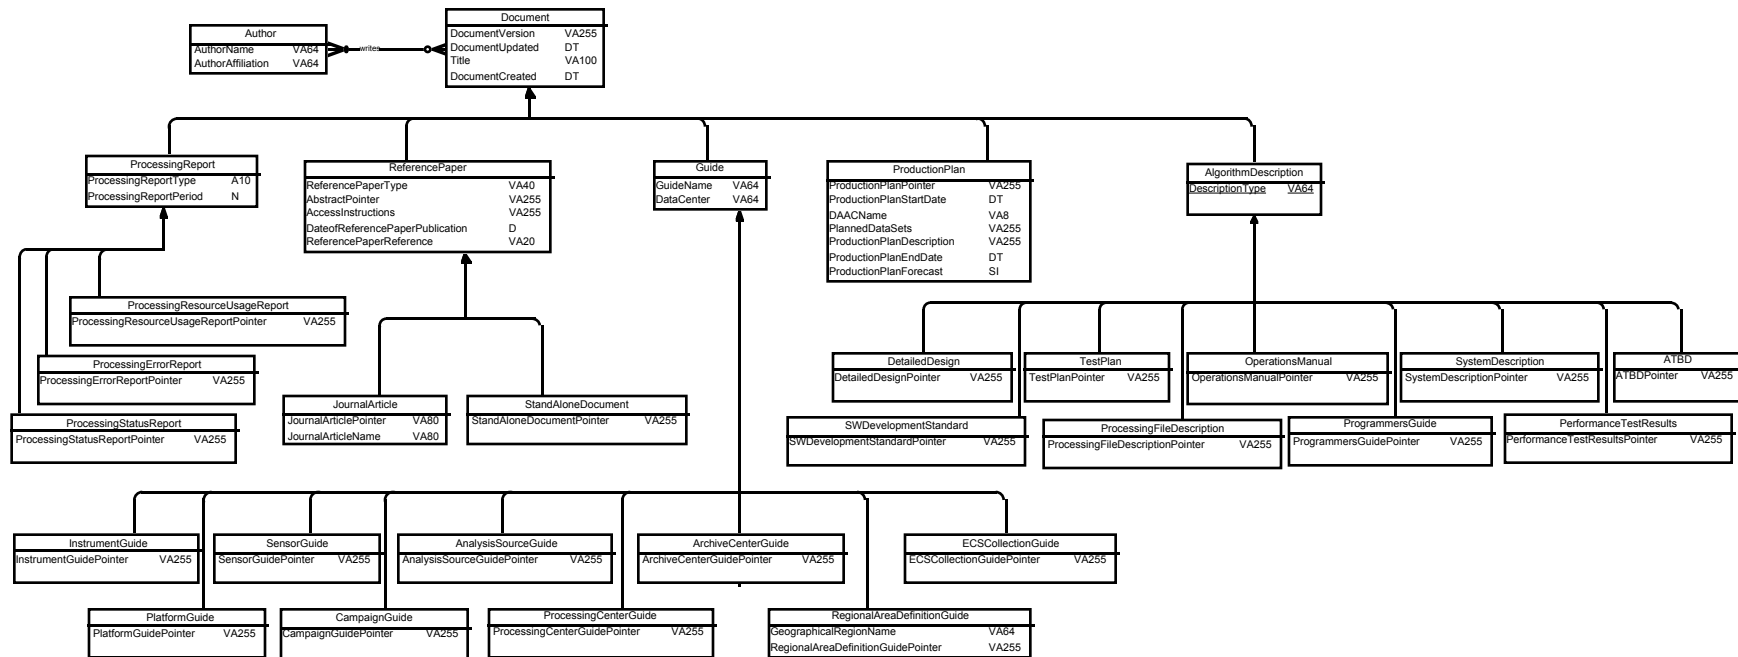 Document
DocumentVersion VA255
DocumentUpdated DT
Title VA100
DocumentCreated DT
Author
AuthorName VA64
AuthorAffiliation VA64
writes
ProcessingReport
ProcessingReportType A10
ProcessingReportPeriod N
ReferencePaper
ReferencePaperType VA40
AbstractPointer VA255
AccessInstructions VA255
DateofReferencePaperPublication D
ReferencePaperReference VA20
Guide
GuideName VA64
DataCenter VA64
ProductionPlan
ProductionPlanPointer VA255
ProductionPlanStartDate DT
DAACName VA8
PlannedDataSets VA255
ProductionPlanDescription VA255
ProductionPlanEndDate DT
ProductionPlanForecast SI
AlgorithmDescription
DescriptionType VA64
ProcessingResourceUsageReport
ProcessingResourceUsageReportPointer VA255
ProcessingErrorReport
ProcessingErrorReportPointer VA255
ProcessingStatusReport
ProcessingStatusReportPointer VA255
JournalArticle
JournalArticlePointer VA80
JournalArticleName VA80
StandAloneDocument
StandAloneDocumentPointer VA255
DetailedDesign
DetailedDesignPointer VA255
TestPlan
TestPlanPointer VA255
OperationsManual
OperationsManualPointer VA255
SystemDescription
SystemDescriptionPointer VA255
ATBD
ATBDPointer VA255
SWDevelopmentStandard
SWDevelopmentStandardPointer VA255
ProcessingFileDescription
ProcessingFileDescriptionPointer VA255
ProgrammersGuide
ProgrammersGuidePointer VA255
PerformanceTestResults
PerformanceTestResultsPointer VA255
InstrumentGuide
InstrumentGuidePointer VA255
SensorGuide
SensorGuidePointer VA255
AnalysisSourceGuide
AnalysisSourceGuidePointer VA255
ArchiveCenterGuide
ArchiveCenterGuidePointer VA255
ECSCollectionGuide
ECSCollectionGuidePointer VA255
PlatformGuide
PlatformGuidePointer VA255
CampaignGuide
CampaignGuidePointer VA255
ProcessingCenterGuide
ProcessingCenterGuidePointer VA255
RegionalAreaDefinitionGuide
GeographicalRegionName VA64
RegionalAreaDefinitionGuidePointer VA255